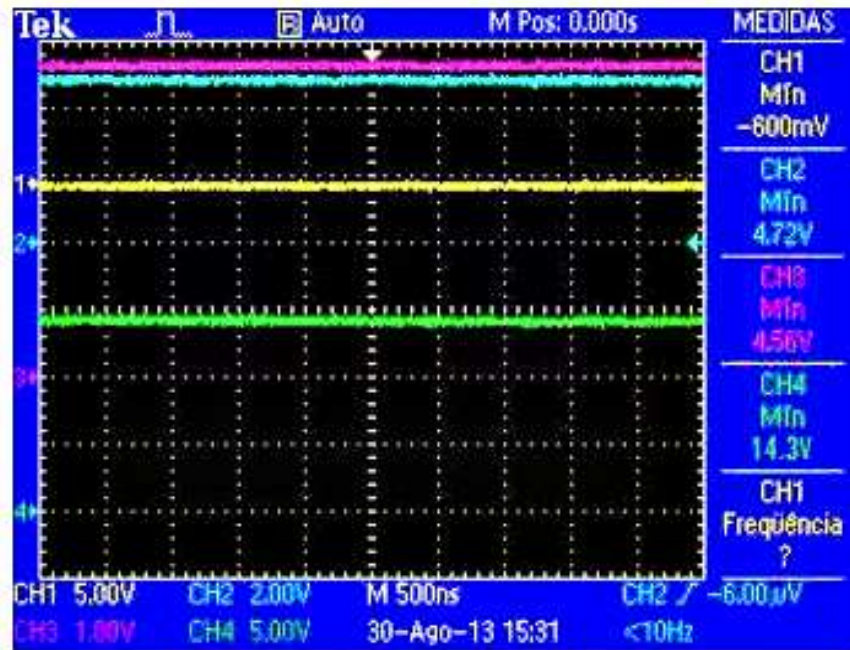 Tek
R Auto
M Pos: 0.000s
MEDIDAS
CH1
Mín
-600mV
CH2
Mín
4.72V
CH3
Mín
4.56V
CH4
Mín
14.3V
CH1
Freqüência
?
1
2
3
4
CH1 5.00V
CH2 2.00V
M 500ns
CH2
-6.00µV
CH3 1.00V
CH4 5.00V
30-Ago-13 15:31
<10Hz